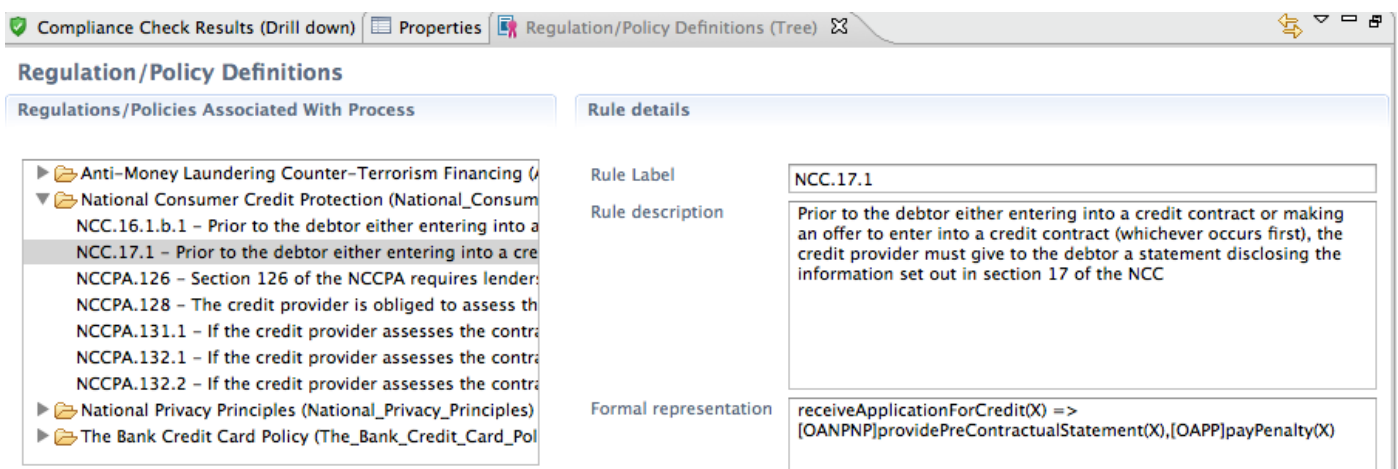 Compliance Check Results (Drill down) Properties Regulation/Policy Definitions (Tree)
Regulation/Policy Definitions
Regulations/Policies Associated With Process
Anti-Money Laundering Counter-Terrorism Financing (
National Consumer Credit Protection (National_Consum
NCC.16.1.b.1 – Prior to the debtor either entering into a
NCC.17.1 – Prior to the debtor either entering into a cre
NCCPA.126 – Section 126 of the NCCPA requires lender
NCCPA.128 – The credit provider is obliged to assess th
NCCPA.131.1 – If the credit provider assesses the contr
NCCPA.132.1 – If the credit provider assesses the contr
NCCPA.132.2 – If the credit provider assesses the contr
National Privacy Principles (National_Privacy_Principles)
The Bank Credit Card Policy (The_Bank_Credit_Card_Pol
Rule details
Rule Label
NCC.17.1
Rule description
Prior to the debtor either entering into a credit contract or making
an offer to enter into a credit contract (whichever occurs first), the
credit provider must give to the debtor a statement disclosing the
information set out in section 17 of the NCC
Formal representation
receiveApplicationForCredit(X) =>
[OANPNP]providePreContractualStatement(X),[OAPP]payPenalty(X)